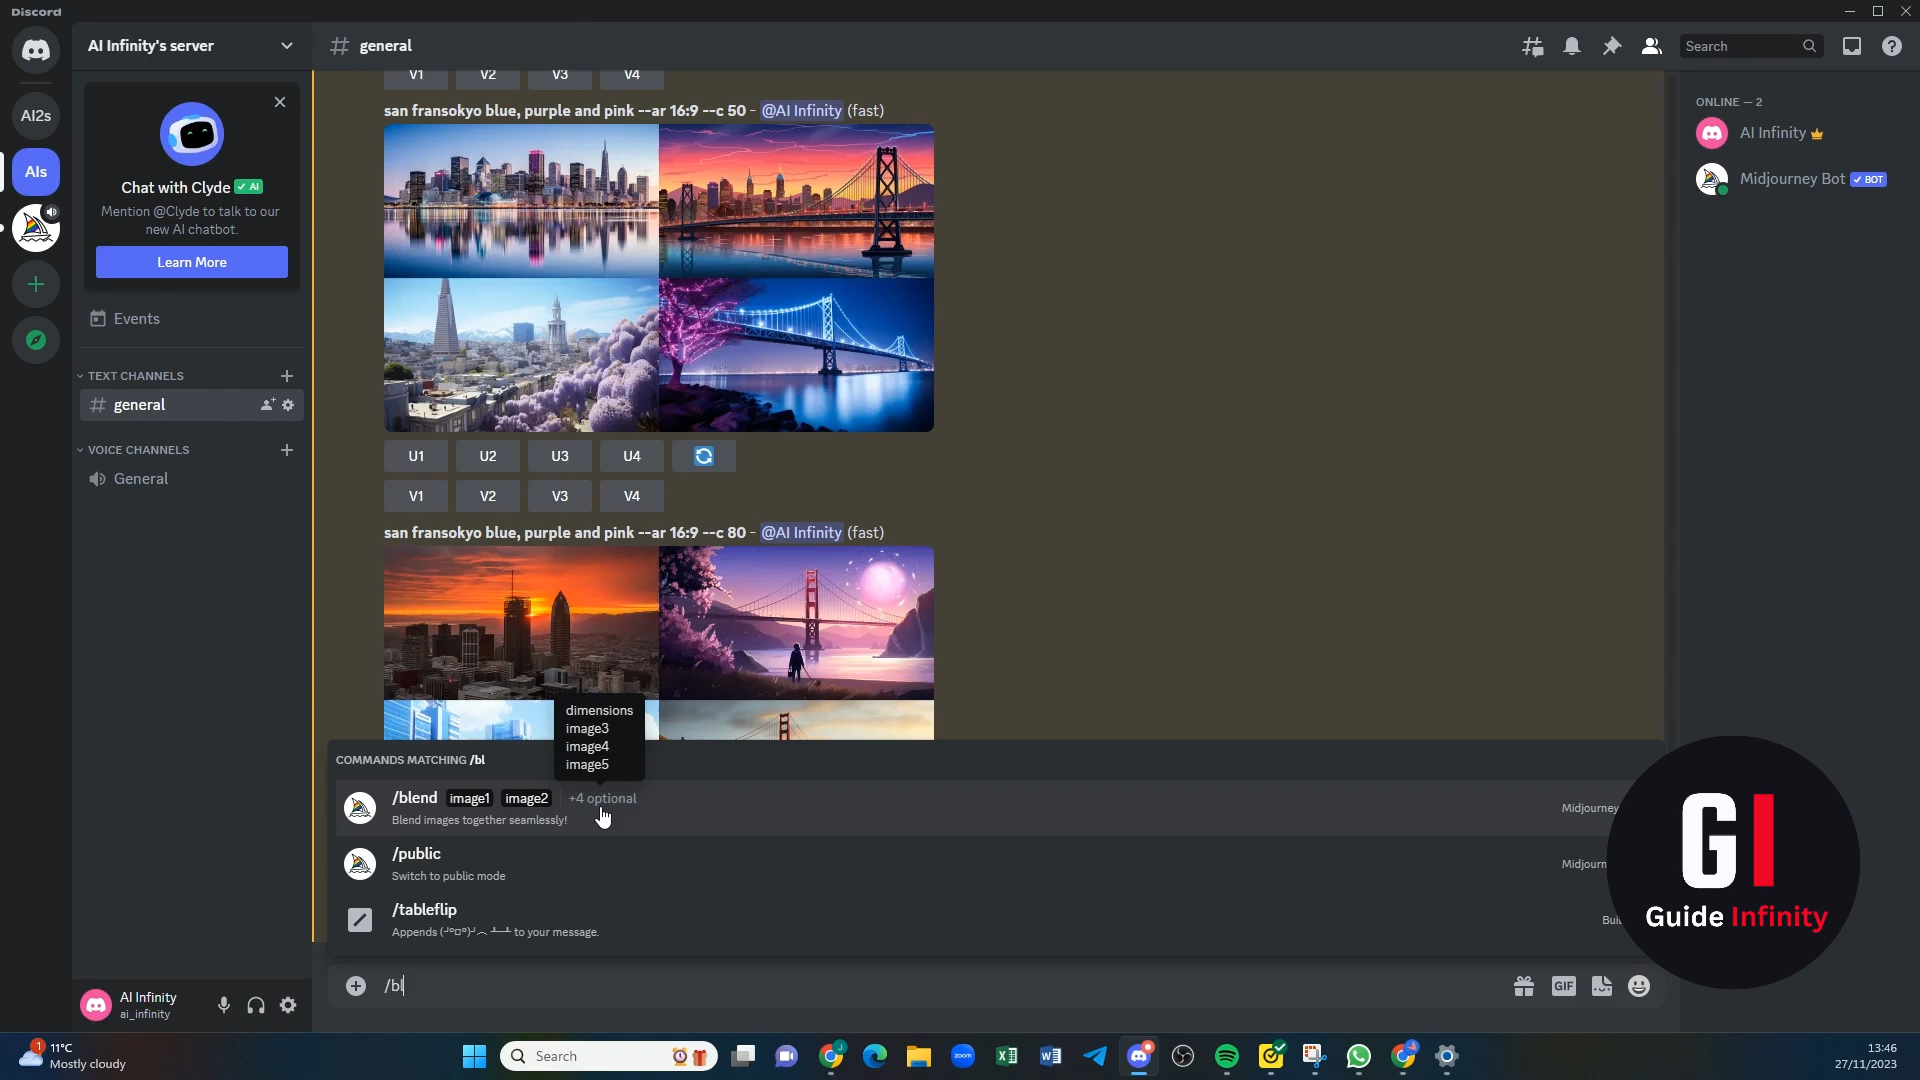 Discord
AI Infinity's server
general
Search
AI2s
AIs
Chat with Clyde ✓ AI
Mention @Clyde to talk to our
new AI chatbot.
Learn More
Events
TEXT CHANNELS
general
VOICE CHANNELS
General
V1 V2 V3 V4
san fransokyo blue, purple and pink --ar 16:9 --c 50 - @AI Infinity (fast)
U1 U2 U3 U4
V1 V2 V3 V4
san fransokyo blue, purple and pink --ar 16:9 --c 80 - @AI Infinity (fast)
dimensions
image3
image4
image5
COMMANDS MATCHING /bl
/blend image1 image2 +4 optional
Blend images together seamlessly!
Midjourney
/public
Switch to public mode
Midjourn
/tableflip
Appends (╯°□°)╯︵ ┻━┻ to your message.
Buil
/bl
GIF
ONLINE — 2
AI Infinity
Midjourney Bot ✓ BOT
GI
Guide Infinity
AI Infinity
ai_infinity
1
11°C
Mostly cloudy
Search
zoom
13:46
27/11/2023